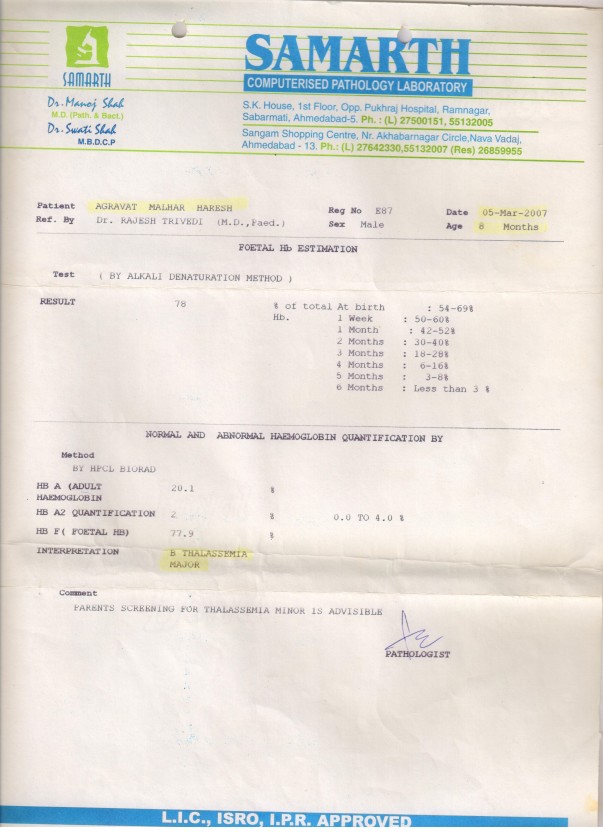 SAMARTH
Dr. Manoj Shah
M.D. (Path. & Bact.)
Dr. Swati Shah
M.B.D.C.P
SAMARTH
COMPUTERISED PATHOLOGY LABORATORY
S.K. House, 1st Floor, Opp. Pukhraj Hospital, Ramnagar,
Sabarmati, Ahmedabad-5. Ph. : (L) 27500151, 55132005
Sangam Shopping Centre, Nr. Akhabarnagar Circle,Nava Vadaj,
Ahmedabad - 13. Ph.: (L) 27642330,55132007 (Res) 26859955
Patient AGRAVAT MALHAR HARESH Reg No E87 Date 05-Mar-2007
Ref. By Dr. RAJESH TRIVEDI (M.D.,Paed.) Sex Male Age 8 Months
FOETAL Hb ESTIMATION
Test ( BY ALKALI DENATURATION METHOD )
RESULT 78 % of total At birth : 54-69%
Hb. 1 Week : 50-60%
1 Month : 42-52%
2 Months : 30-40%
3 Months : 18-28%
4 Months : 6-16%
5 Months : 3-8%
6 Months : Less than 3 %
NORMAL AND ABNORMAL HAEMOGLOBIN QUANTIFICATION BY
Method
BY HPCL BIORAD
HB A (ADULT 20.1 %
HAEMOGLOBIN
HB A2 QUANTIFICATION 2 % 0.0 TO 4.0 %
HB F( FOETAL HB) 77.9 %
INTERPRETATION B THALASSEMIA
MAJOR
Comment
PARENTS SCREENING FOR THALASSEMIA MINOR IS ADVISIBLE
PATHOLOGIST
L.I.C., ISRO, I.P.R. APPROVED